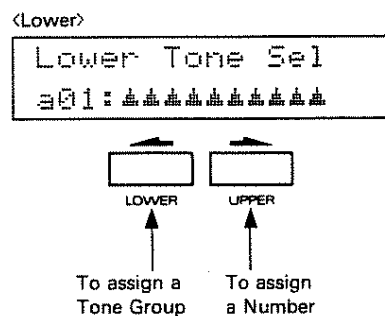 <Lower>
Lower Tone Sel
a01:
LOWER UPPER
To assign a To assign
Tone Group a Number